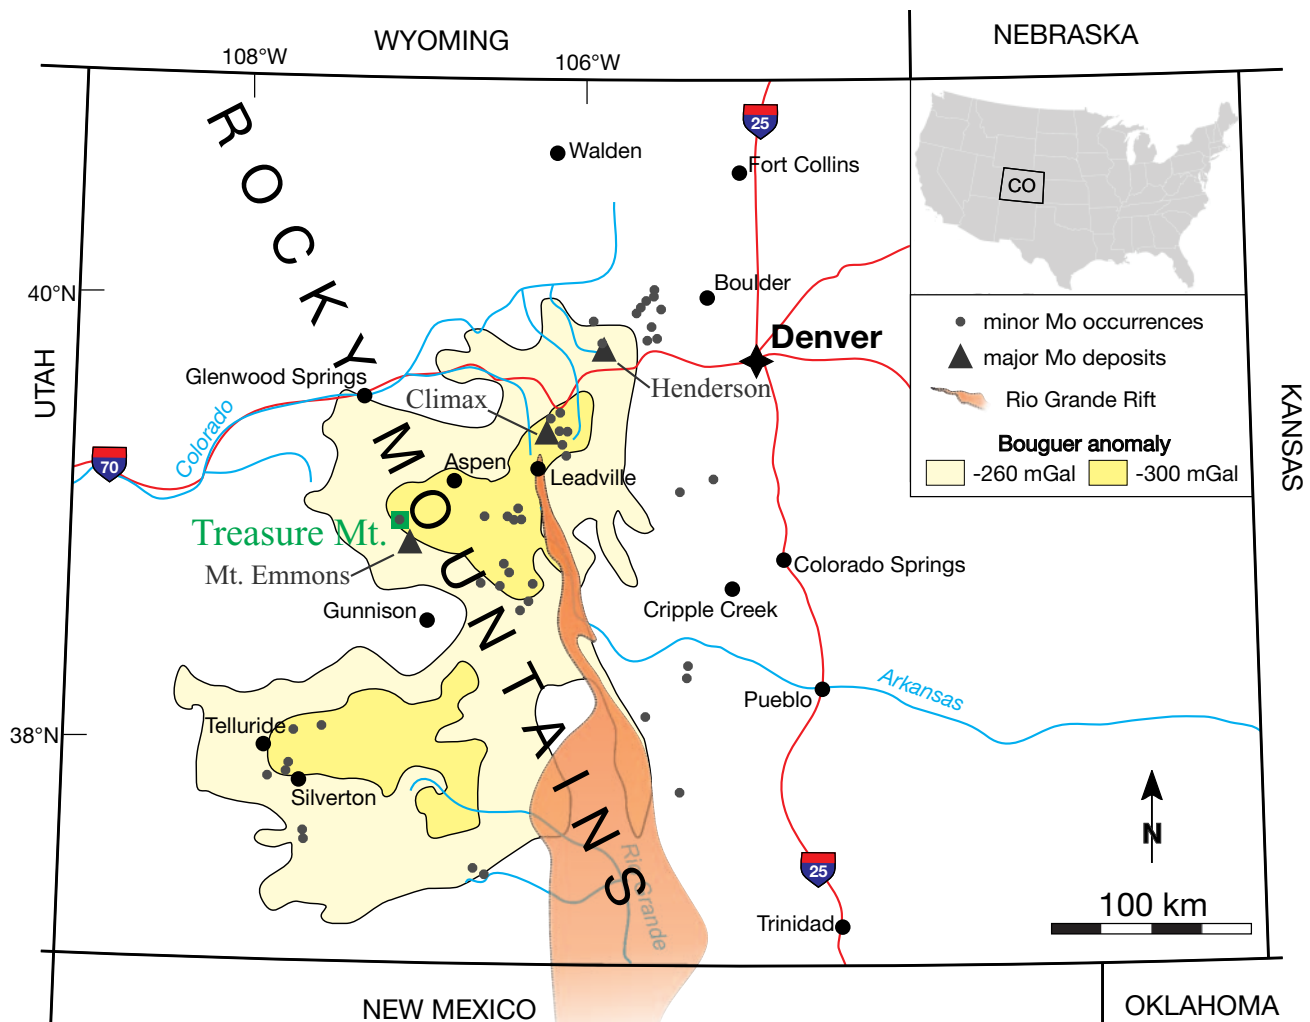 WYOMING
NEBRASKA
108°W
106°W
25
Walden
Fort Collins
CO
ROCKY MOUNTAINS
40°N
Boulder
minor Mo occurrences
Denver
major Mo deposits
UTAH
Glenwood Springs
Henderson
Climax
Rio Grande Rift
KANSAS
Colorado
Bouguer anomaly
70
Aspen
Leadville
-260 mGal
-300 mGal
Treasure Mt.
Mt. Emmons
Colorado Springs
Gunnison
Cripple Creek
Pueblo
Arkansas
Telluride
38°N
Silverton
N
25
Rio Grande
100 km
Trinidad
NEW MEXICO
OKLAHOMA